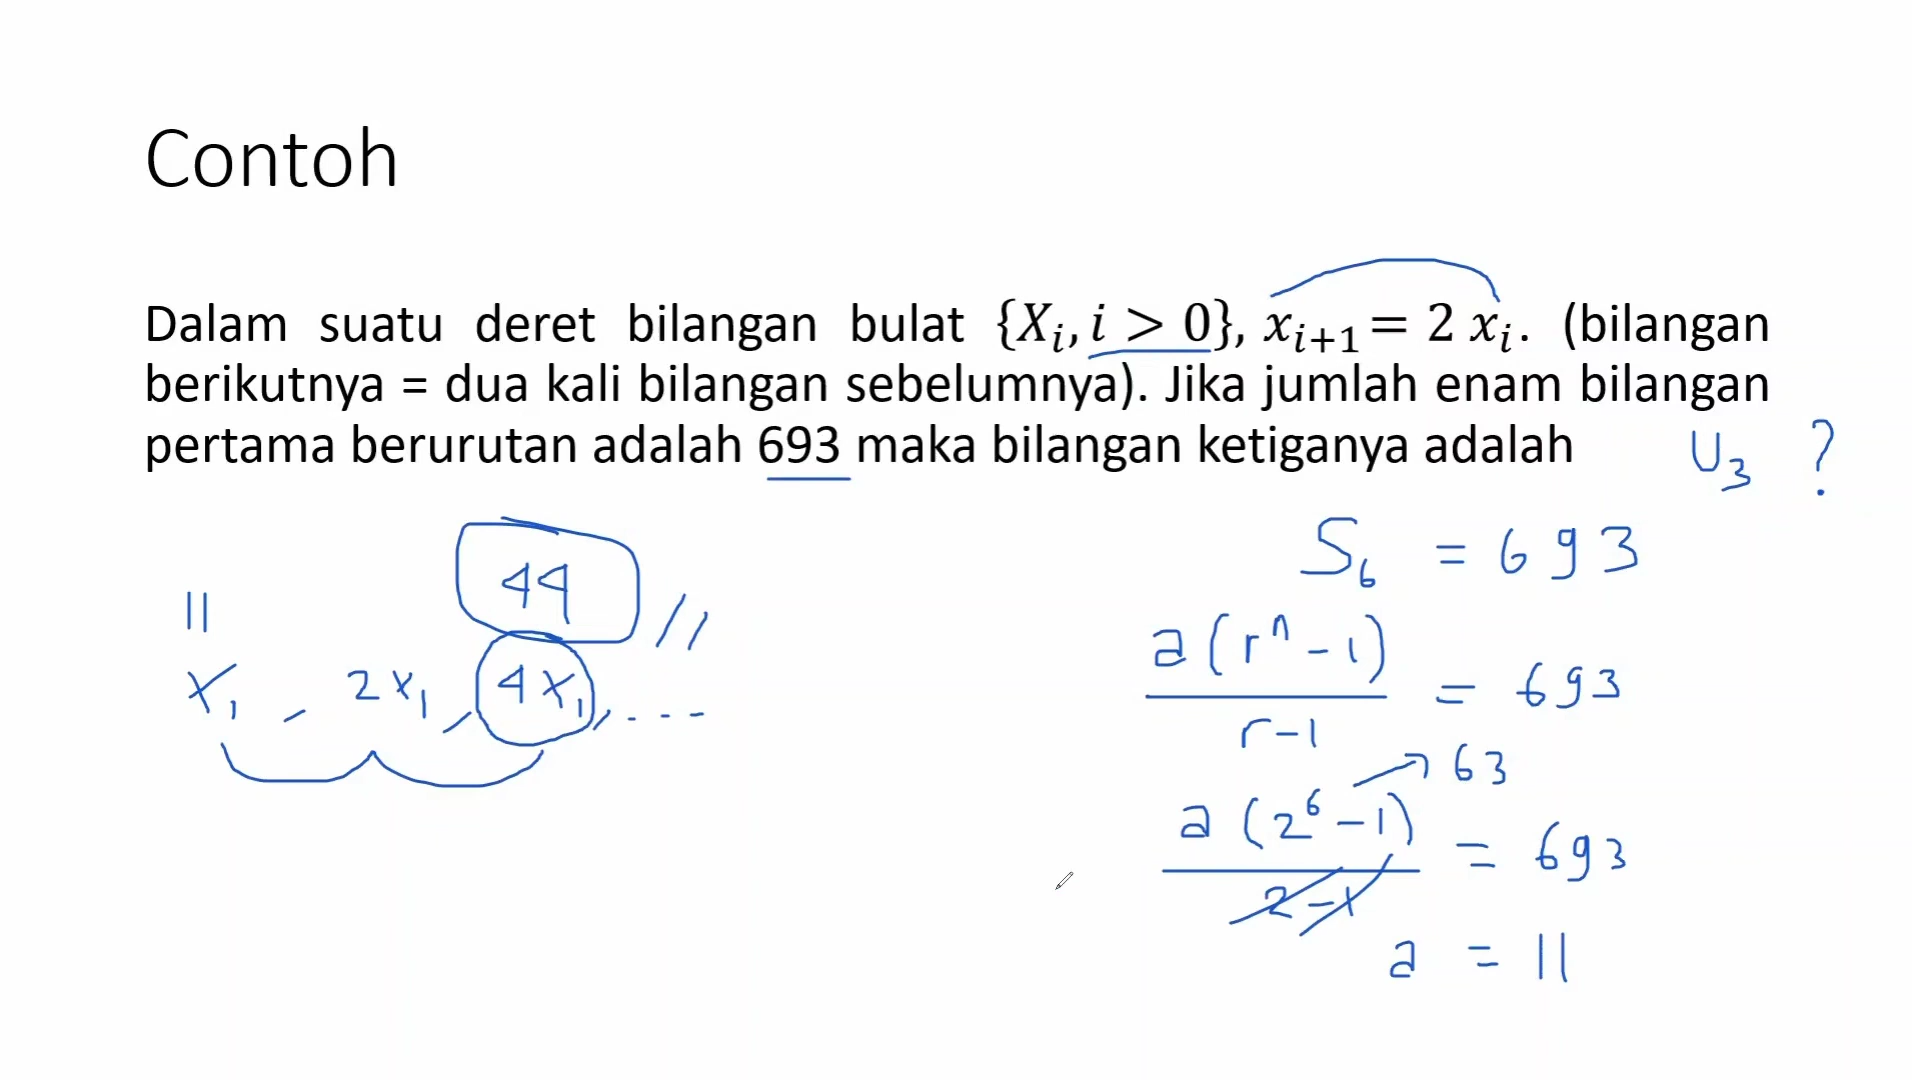 Contoh
Dalam suatu deret bilangan bulat {Xᵢ, i > 0}, xᵢ₊₁ = 2 xᵢ. (bilangan
berikutnya = dua kali bilangan sebelumnya). Jika jumlah enam bilangan
pertama berurutan adalah 693 maka bilangan ketiganya adalah U₃ ?
44
11
x₁, 2x₁, 4x₁, ....
S₆ = 693
a(rⁿ - 1) / r - 1 = 693
63
a(2⁶ - 1) / 2 - 1 = 693
a = 11